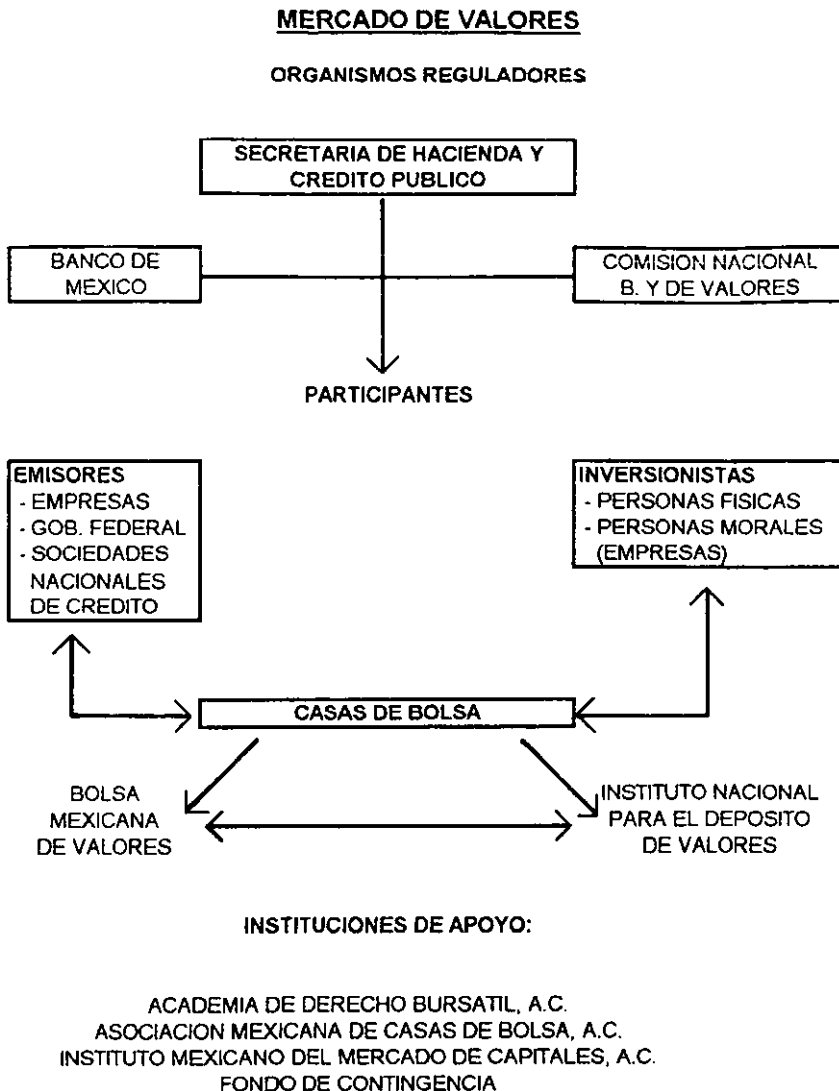 MERCADO DE VALORES
ORGANISMOS REGULADORES
SECRETARIA DE HACIENDA Y
CREDITO PUBLICO
BANCO DE
MEXICO
COMISION NACIONAL
B. Y DE VALORES
PARTICIPANTES
EMISORES
- EMPRESAS
- GOB. FEDERAL
- SOCIEDADES
NACIONALES
DE CREDITO
INVERSIONISTAS
- PERSONAS FISICAS
- PERSONAS MORALES
(EMPRESAS)
CASAS DE BOLSA
BOLSA
MEXICANA
DE VALORES
INSTITUTO NACIONAL
PARA EL DEPOSITO
DE VALORES
INSTITUCIONES DE APOYO:
ACADEMIA DE DERECHO BURSATIL, A.C.
ASOCIACION MEXICANA DE CASAS DE BOLSA, A.C.
INSTITUTO MEXICANO DEL MERCADO DE CAPITALES, A.C.
FONDO DE CONTINGENCIA